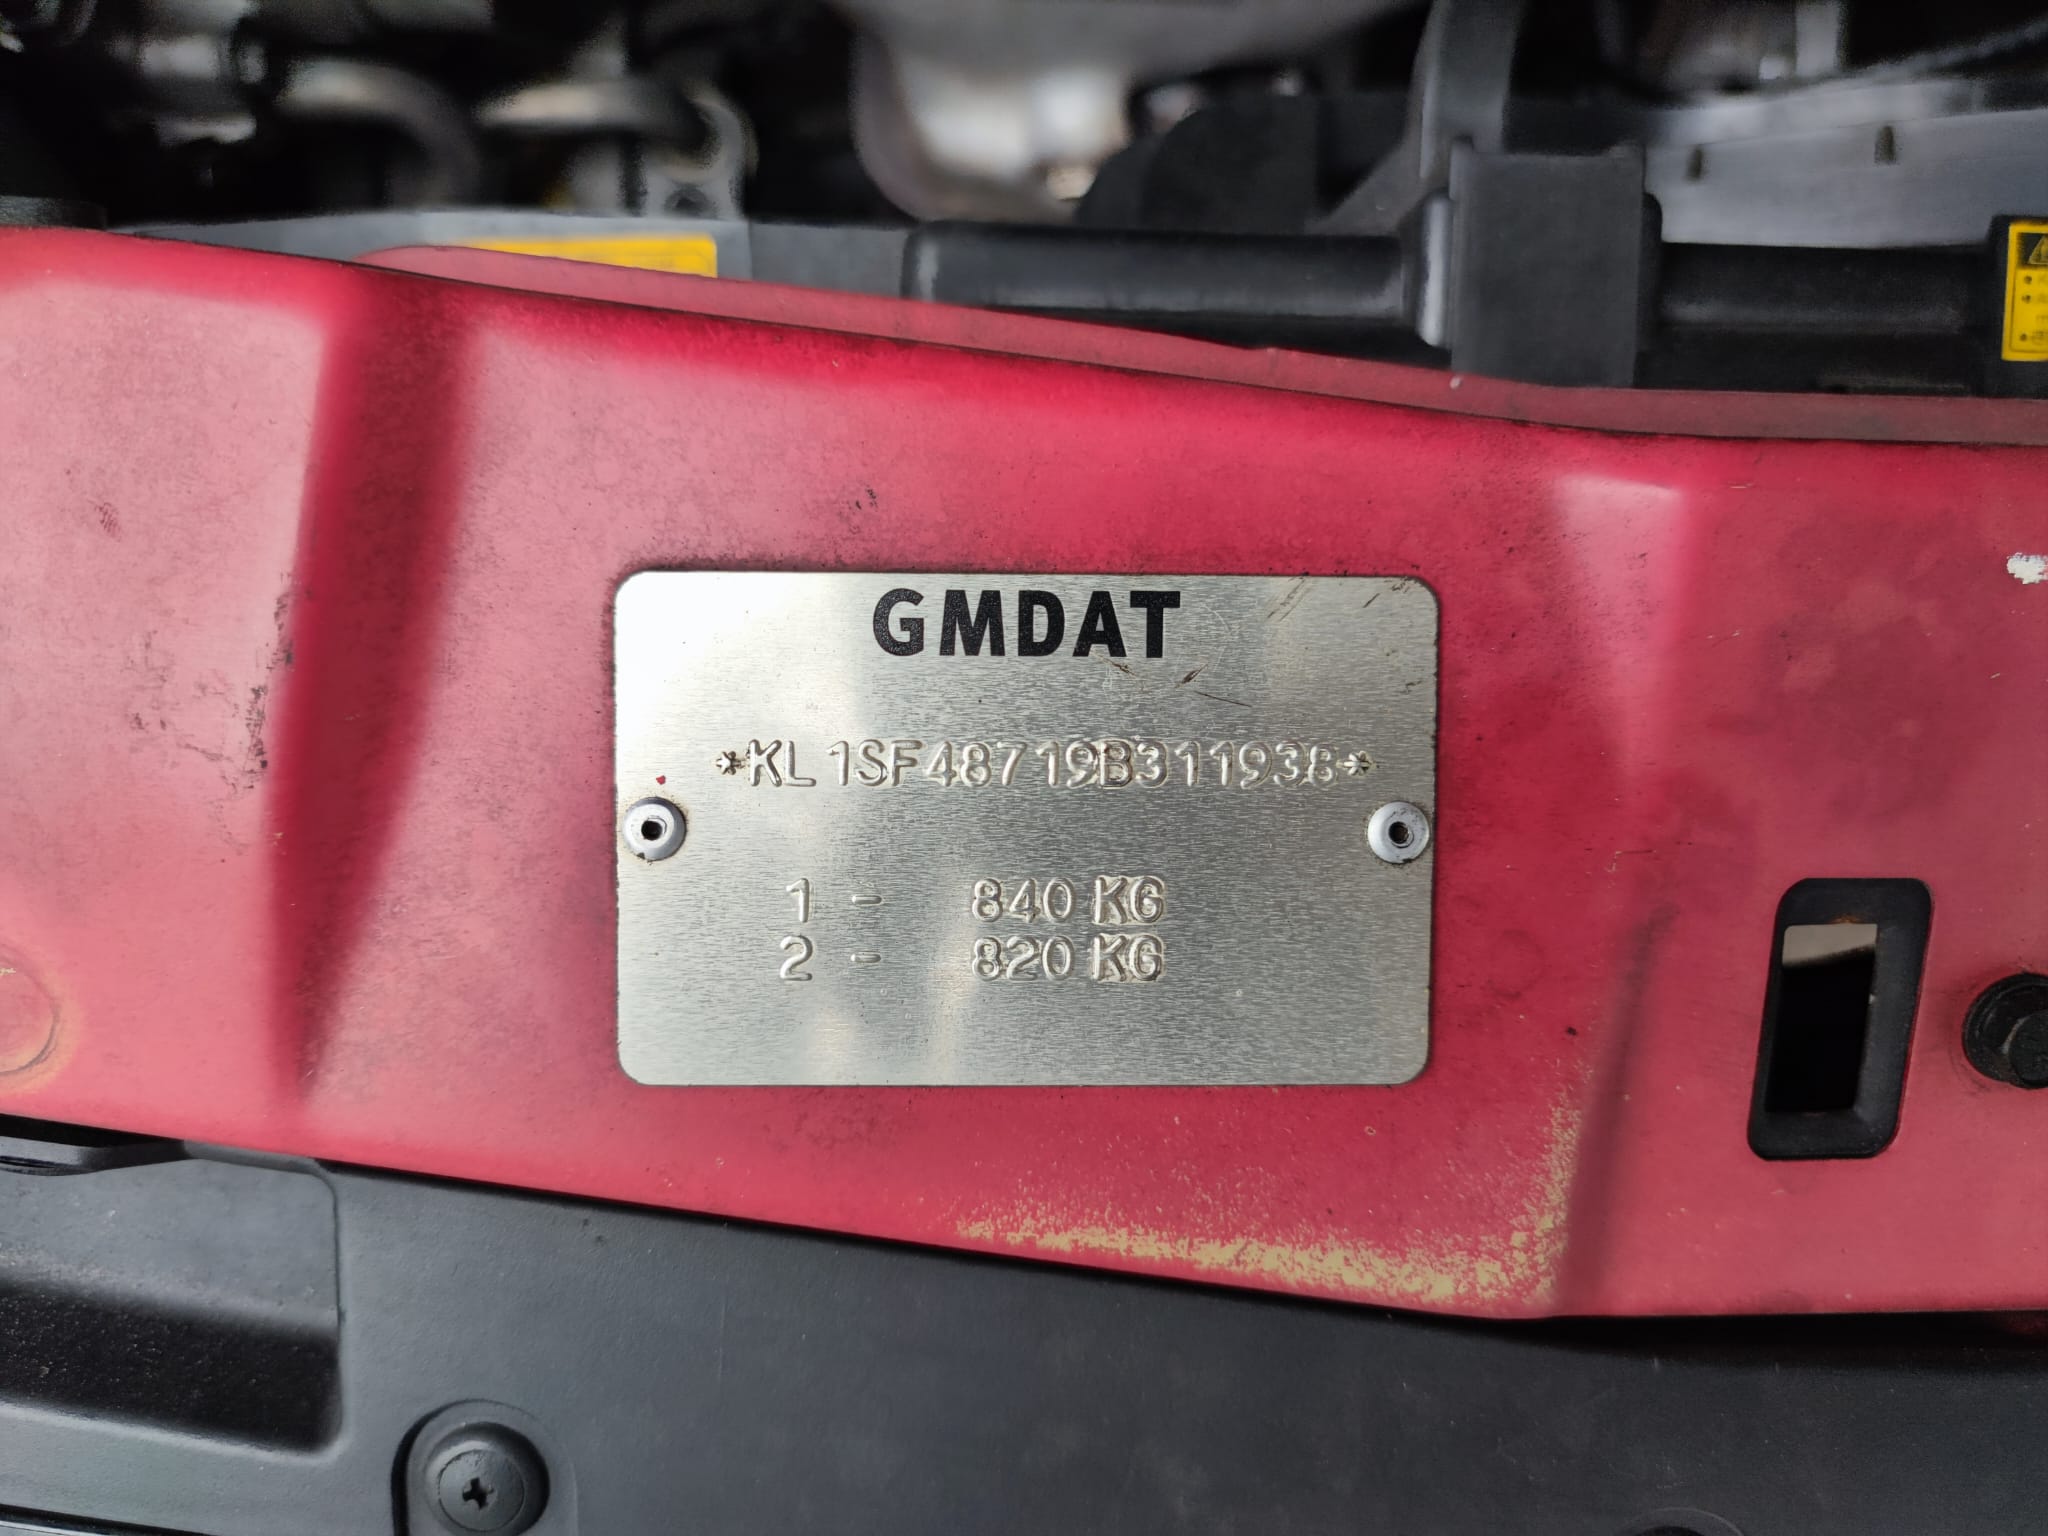 GMDAT
*KL1SF48719B311938*
1 - 840 KG
2 - 820 KG